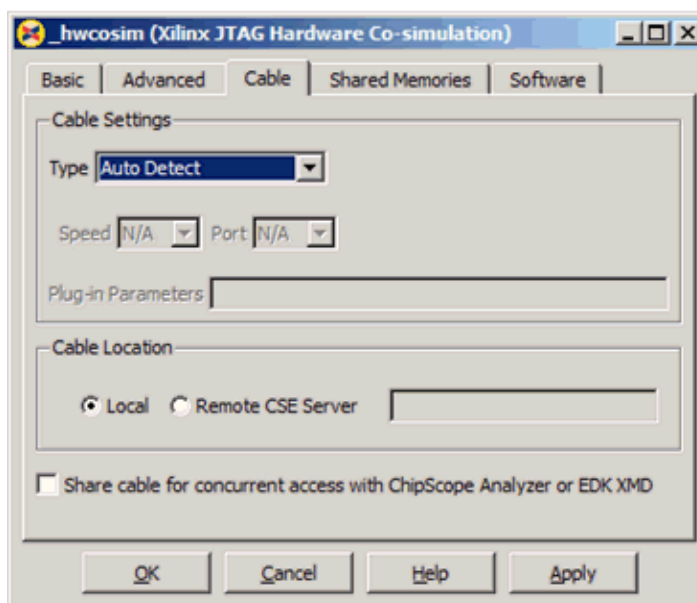 _hwcosim (Xilinx JTAG Hardware Co-simulation)
Basic Advanced Cable Shared Memories Software
Cable Settings
Type Auto Detect
Speed N/A Port N/A
Plug-in Parameters
Cable Location
Local Remote CSE Server
Share cable for concurrent access with ChipScope Analyzer or EDK XMD
OK Cancel Help Apply